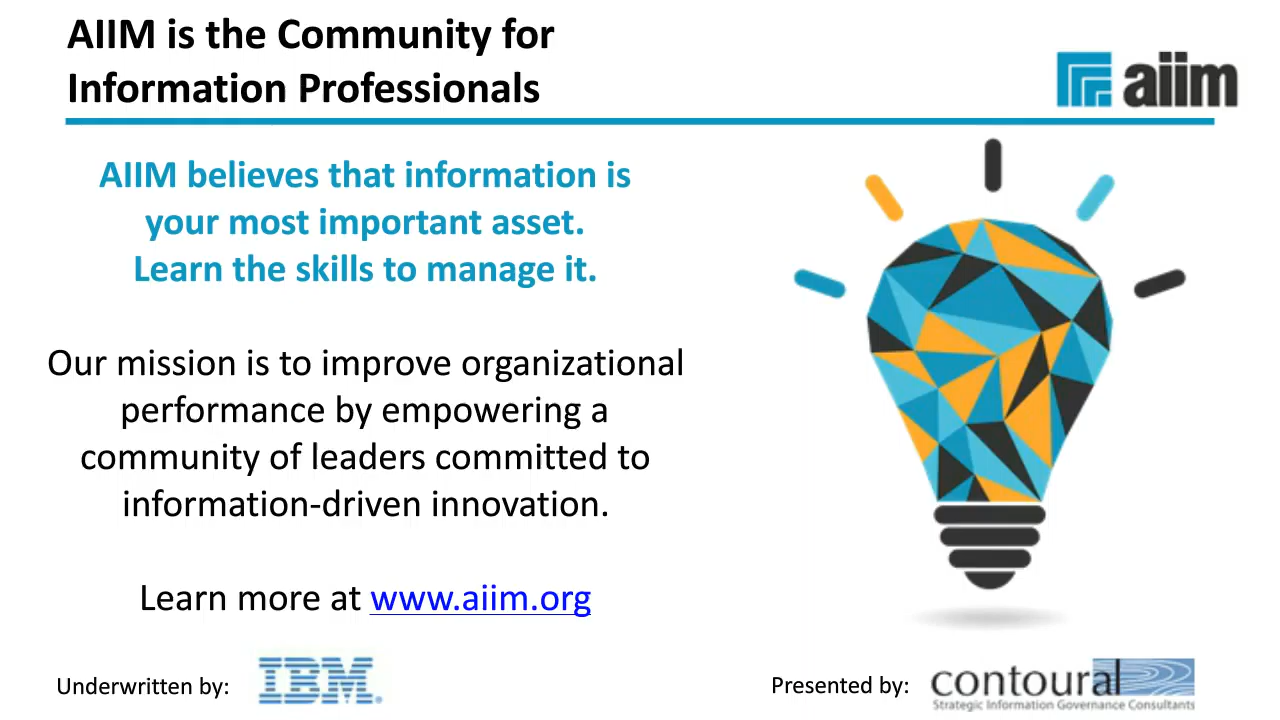 AIIM is the Community for
Information Professionals
aiim
AIIM believes that information is
your most important asset.
Learn the skills to manage it.
Our mission is to improve organizational
performance by empowering a
community of leaders committed to
information-driven innovation.
Learn more at www.aiim.org
Underwritten by:
IBM®
Presented by:
contoural
Strategic Information Governance Consultants